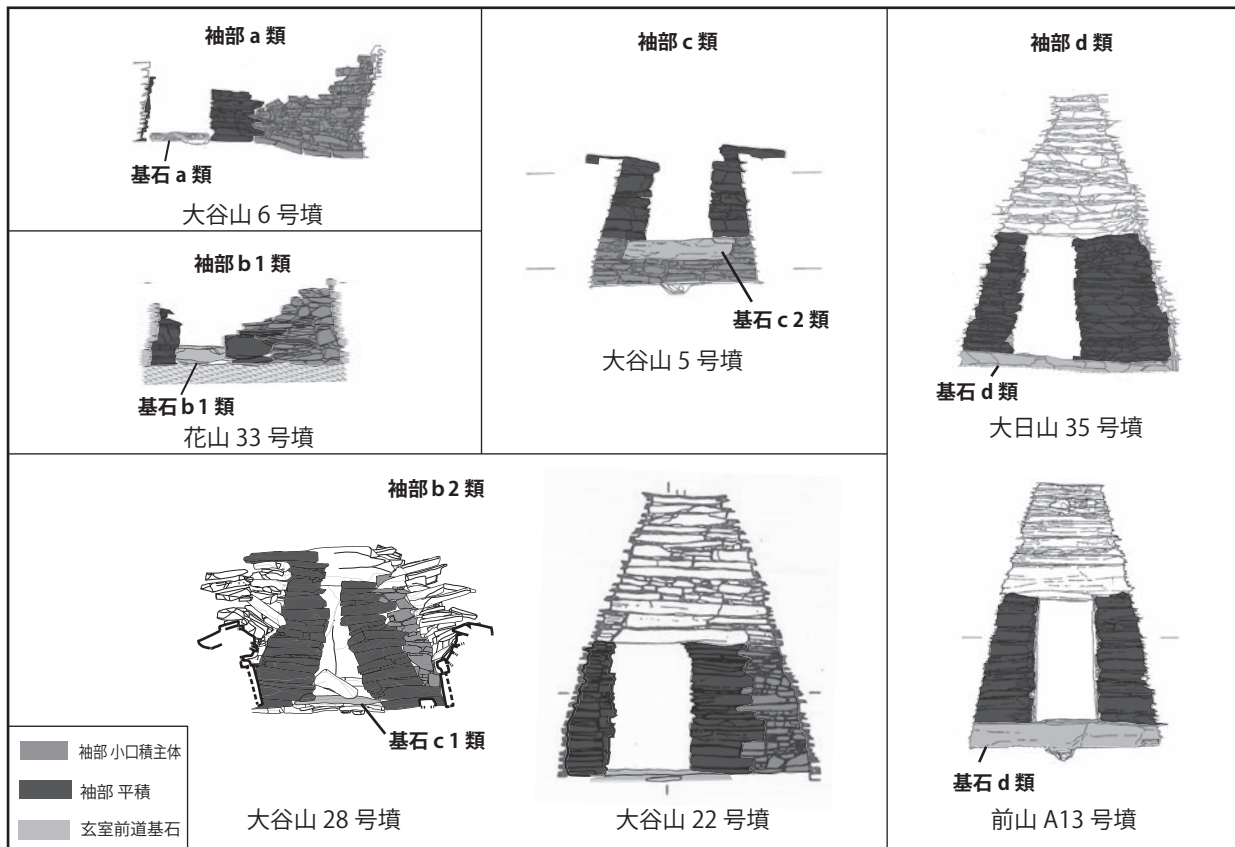 袖部 a 類
基石 a 類
大谷山 6 号墳
袖部 b 1 類
基石 b 1 類
花山 33 号墳
袖部 c 類
基石 c 2 類
大谷山 5 号墳
袖部 d 類
基石 d 類
大日山 35 号墳
袖部 b 2 類
基石 c 1 類
大谷山 28 号墳
大谷山 22 号墳
基石 d 類
前山 A13 号墳
袖部 小口積主体
袖部 平積
玄室前道基石